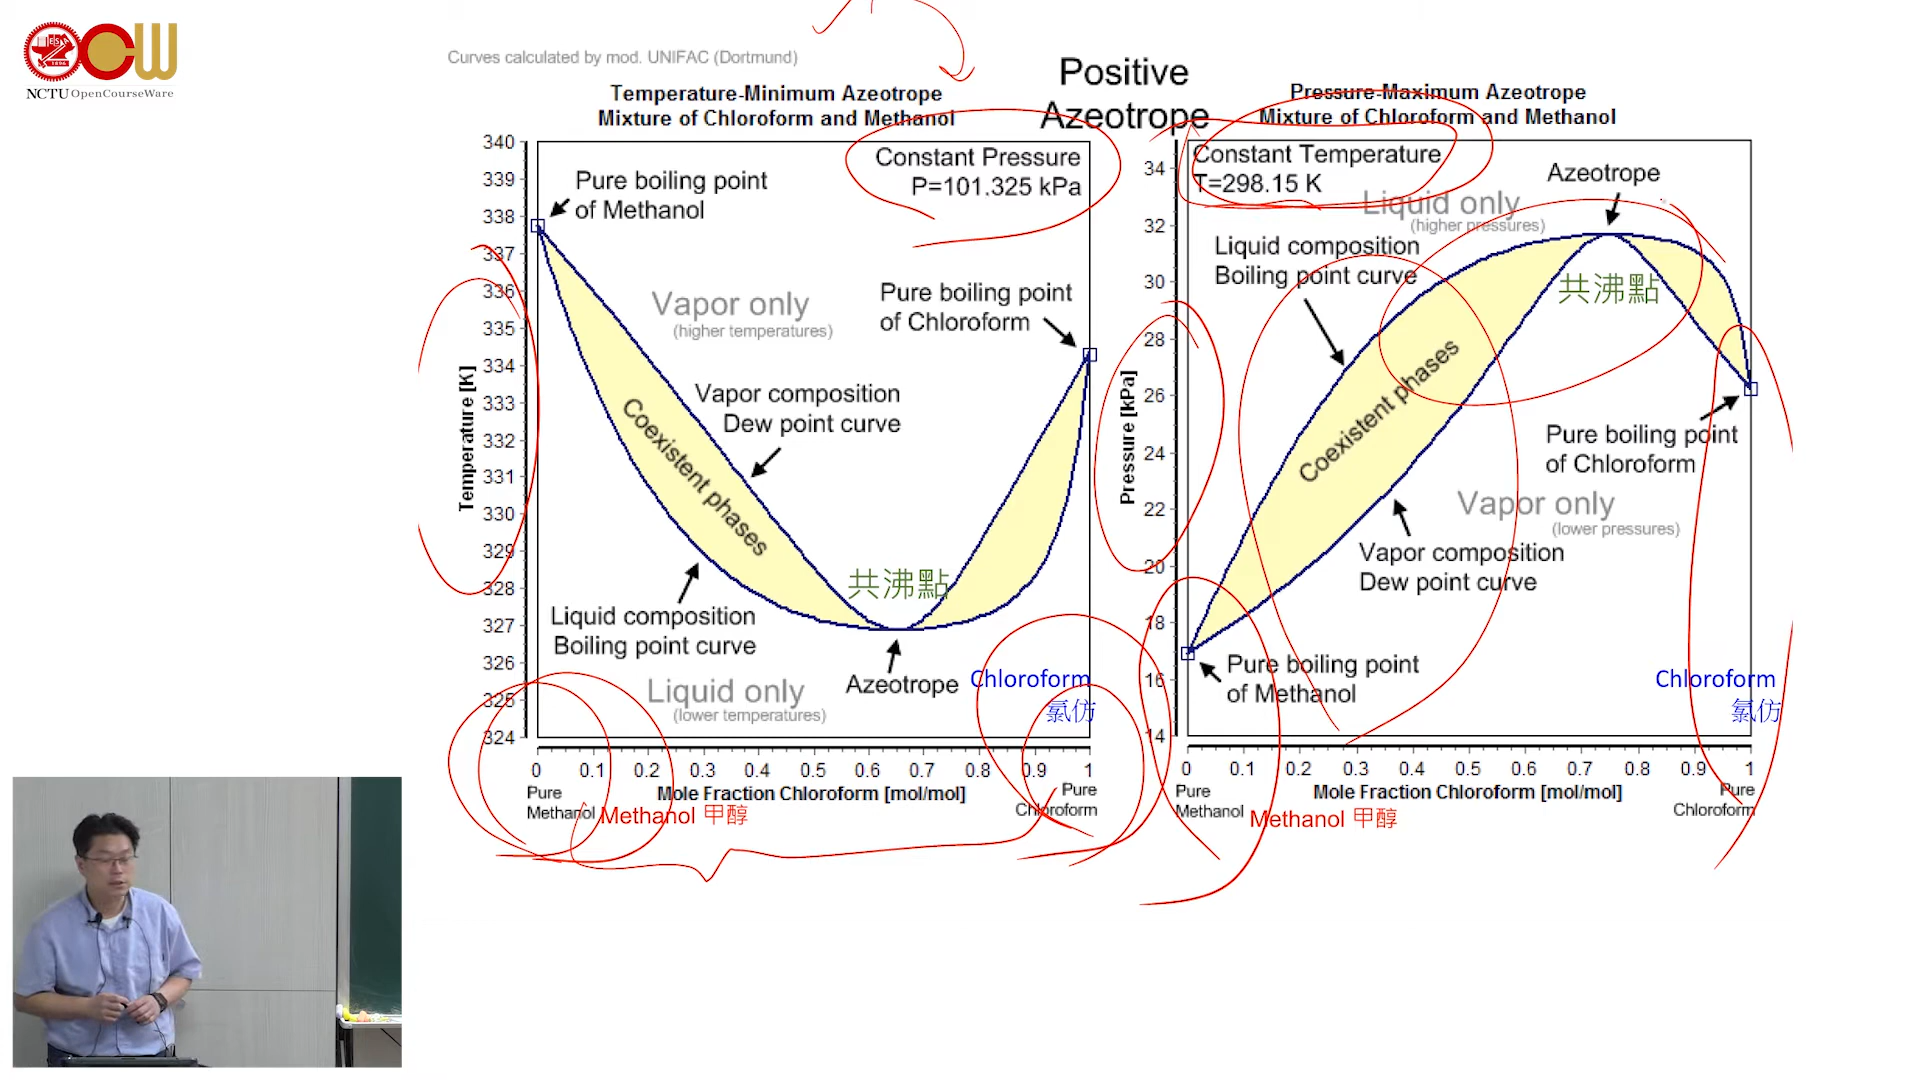 NCTU OpenCourseWare
Curves calculated by mod. UNIFAC (Dortmund)
Positive
Azeotrope
Temperature-Minimum Azeotrope
Mixture of Chloroform and Methanol
Constant Pressure
P=101.325 kPa
Pure boiling point
of Methanol
Vapor only
(higher temperatures)
Pure boiling point
of Chloroform
Vapor composition
Dew point curve
Coexistent phases
共沸點
Liquid composition
Boiling point curve
Azeotrope
Liquid only
(lower temperatures)
Chloroform
氯仿
Temperature [K]
340
339
338
337
336
335
334
333
332
331
330
329
328
327
326
325
324
0 0.1 0.2 0.3 0.4 0.5 0.6 0.7 0.8 0.9 1
Pure
Methanol
Methanol 甲醇
Mole Fraction Chloroform [mol/mol]
Pure
Chloroform
Pressure-Maximum Azeotrope
Mixture of Chloroform and Methanol
Constant Temperature
T=298.15 K
Liquid only
(higher pressures)
Azeotrope
Liquid composition
Boiling point curve
共沸點
Coexistent phases
Pure boiling point
of Chloroform
Vapor only
(lower pressures)
Vapor composition
Dew point curve
Pure boiling point
of Methanol
Chloroform
氯仿
Pressure [kPa]
34
32
30
28
26
24
22
20
18
16
14
0 0.1 0.2 0.3 0.4 0.5 0.6 0.7 0.8 0.9 1
Pure
Methanol
Methanol 甲醇
Mole Fraction Chloroform [mol/mol]
Pure
Chloroform